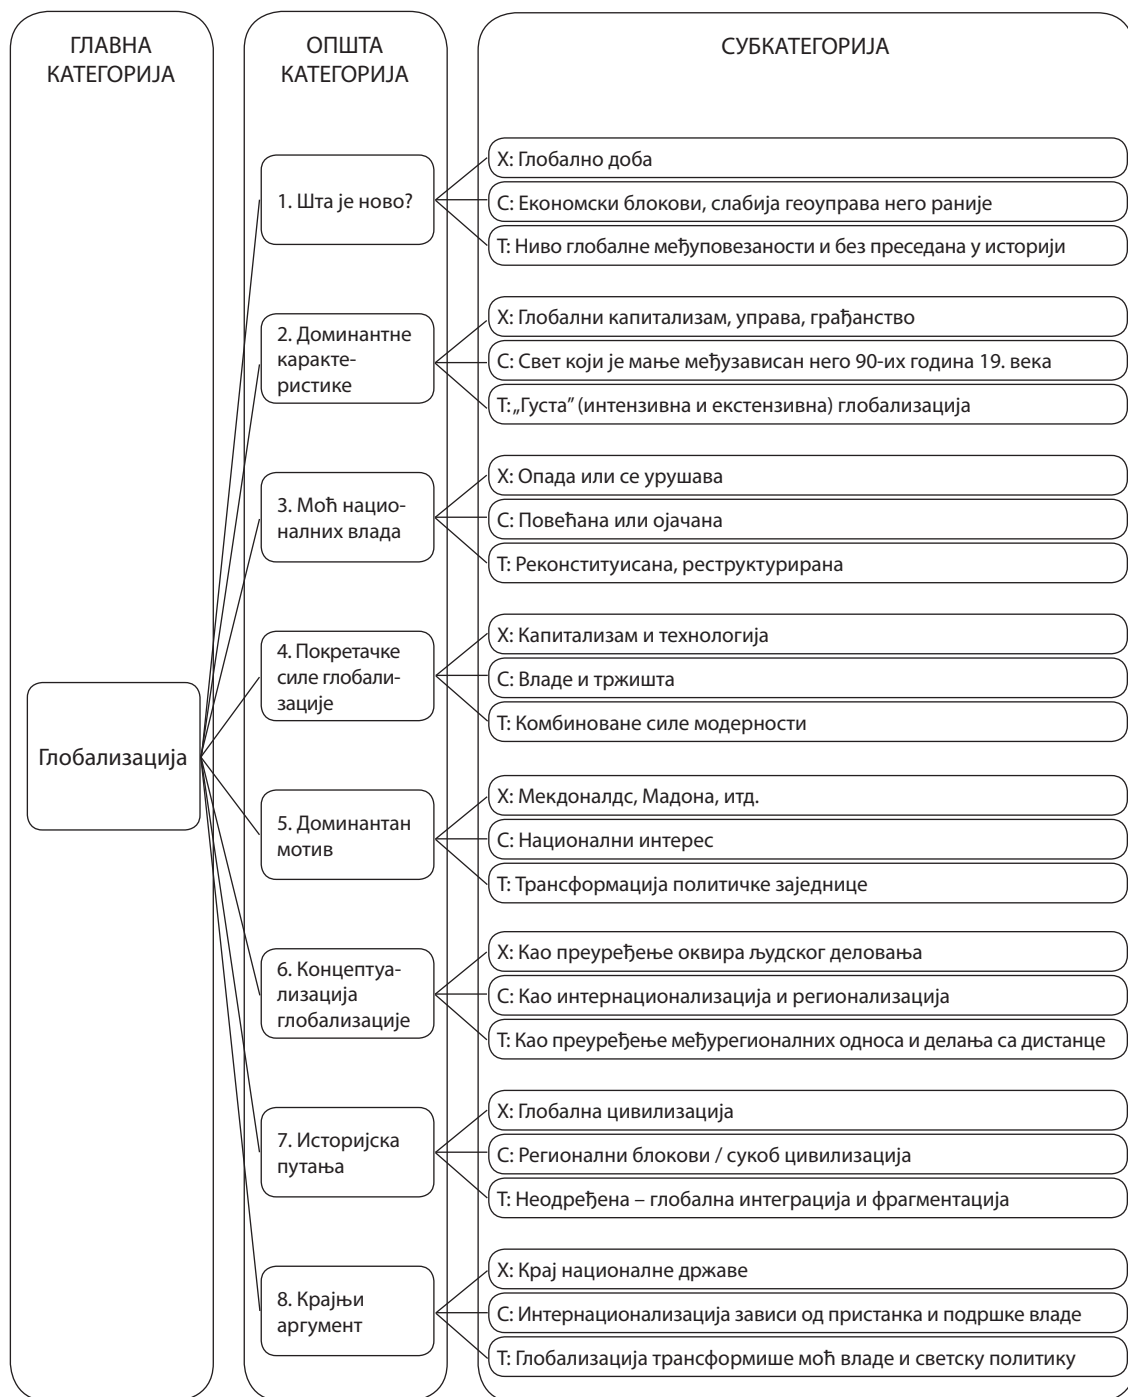 ГЛАВНА
КАТЕГОРИЈА
ОПШТА
КАТЕГОРИЈА
СУБКАТЕГОРИЈА
Глобализација
1. Шта је ново?
Х: Глобално доба
С: Економски блокови, слабија геоуправа него раније
Т: Ниво глобалне међуповезаности и без преседана у историји
2. Доминантне
каракте-
ристике
Х: Глобални капитализам, управа, грађанство
С: Свет који је мање међузависан него 90-их година 19. века
Т: „Густа” (интензивна и екстензивна) глобализација
3. Моћ нацио-
налних влада
Х: Опада или се урушава
С: Повећана или ојачана
Т: Реконституисана, реструктурирана
4. Покретачке
силе глобали-
зације
Х: Капитализам и технологија
С: Владе и тржишта
Т: Комбиноване силе модерности
5. Доминантан
мотив
Х: Мекдоналдс, Мадона, итд.
С: Национални интерес
Т: Трансформација политичке заједнице
6. Концептуа-
лизација
глобализације
Х: Као преуређење оквира људског деловања
С: Као интернационализација и регионализација
Т: Као преуређење међурегионалних односа и делања са дистанце
7. Историјска
путања
Х: Глобална цивилизација
С: Регионални блокови / сукоб цивилизација
Т: Неодређена – глобална интеграција и фрагментација
8. Крајњи
аргумент
Х: Крај националне државе
С: Интернационализација зависи од пристанка и подршке владе
Т: Глобализација трансформише моћ владе и светску политику